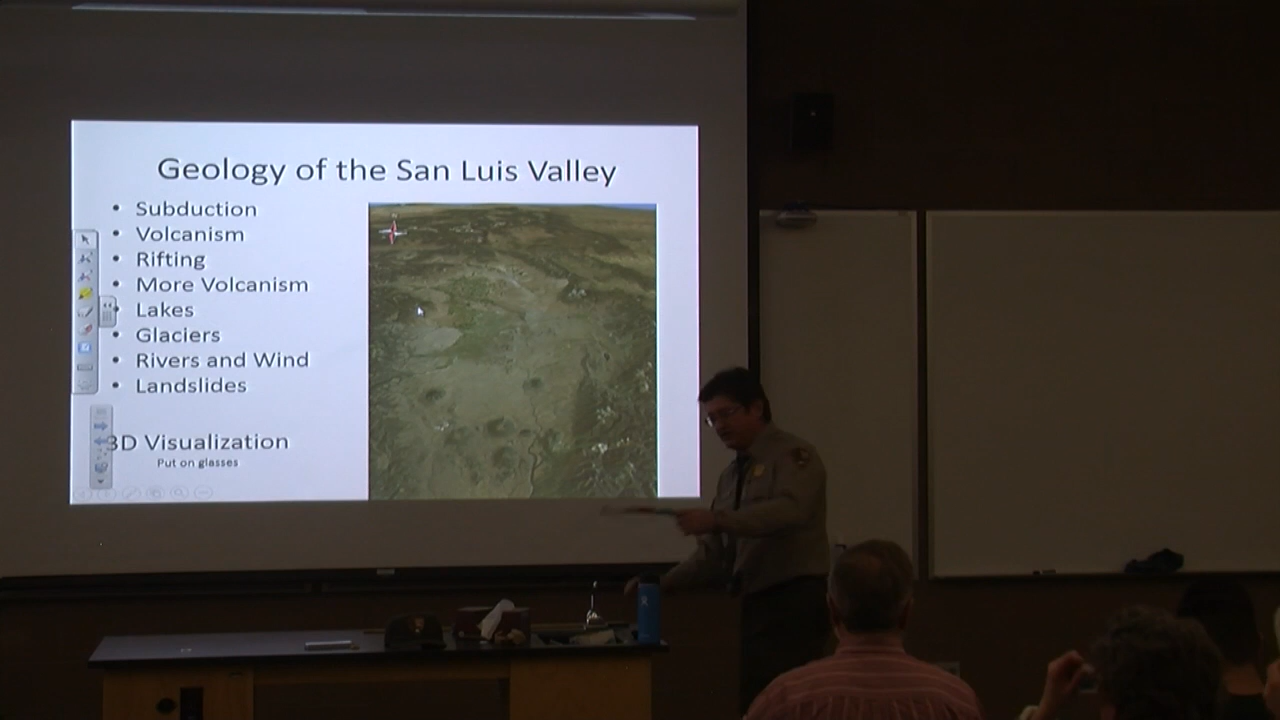 Geology of the San Luis Valley
• Subduction
• Volcanism
• Rifting
• More Volcanism
• Lakes
• Glaciers
• Rivers and Wind
• Landslides
3D Visualization
Put on glasses